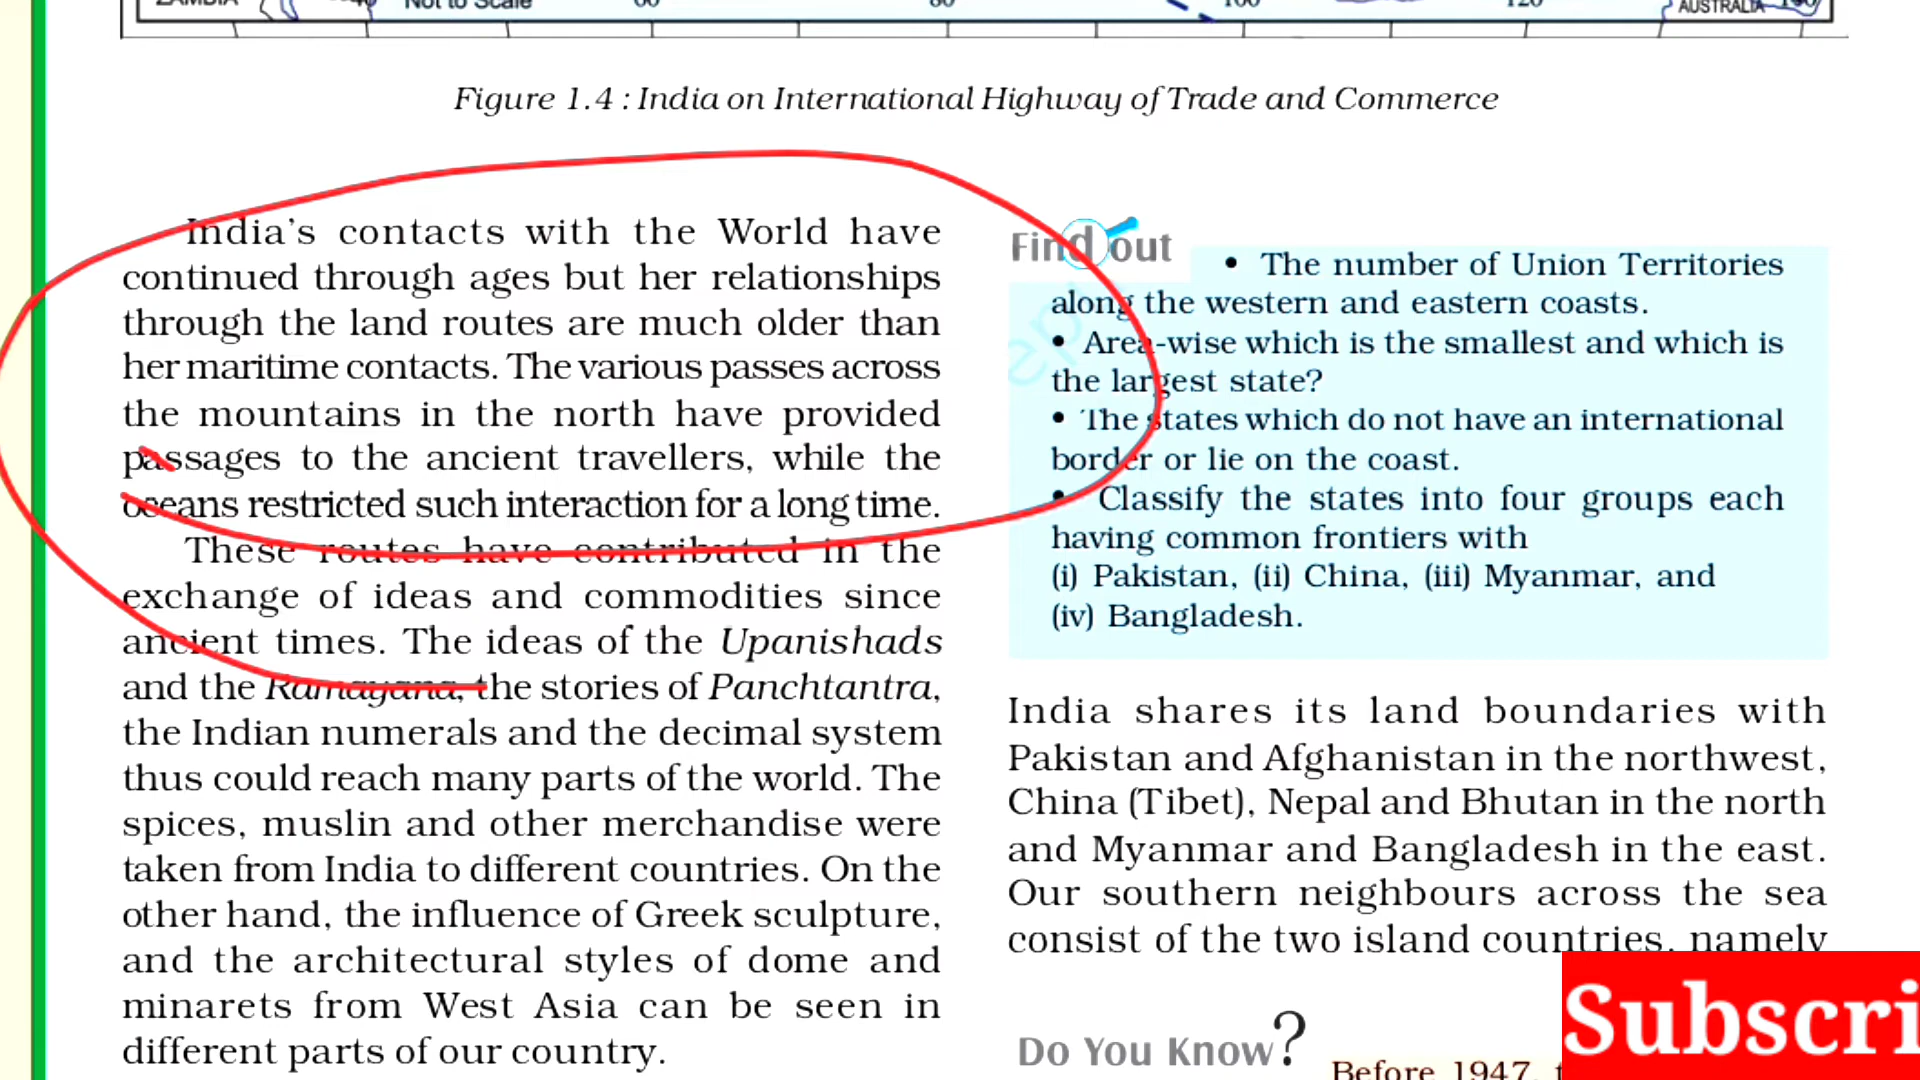 ZAMBIA
Not to Scale
60
80
100
120
AUSTRALIA
Figure 1.4 : India on International Highway of Trade and Commerce
India's contacts with the World have
continued through ages but her relationships
through the land routes are much older than
her maritime contacts. The various passes across
the mountains in the north have provided
passages to the ancient travellers, while the
oceans restricted such interaction for a long time.
These routes have contributed in the
exchange of ideas and commodities since
ancient times. The ideas of the Upanishads
and the Ramayana, the stories of Panchtantra,
the Indian numerals and the decimal system
thus could reach many parts of the world. The
spices, muslin and other merchandise were
taken from India to different countries. On the
other hand, the influence of Greek sculpture,
and the architectural styles of dome and
minarets from West Asia can be seen in
different parts of our country.
Find out
• The number of Union Territories
along the western and eastern coasts.
• Area-wise which is the smallest and which is
the largest state?
• The states which do not have an international
border or lie on the coast.
• Classify the states into four groups each
having common frontiers with
(i) Pakistan, (ii) China, (iii) Myanmar, and
(iv) Bangladesh.
India shares its land boundaries with
Pakistan and Afghanistan in the northwest,
China (Tibet), Nepal and Bhutan in the north
and Myanmar and Bangladesh in the east.
Our southern neighbours across the sea
consist of the two island countries, namely
Do You Know?
Before 1947, t
Subscri